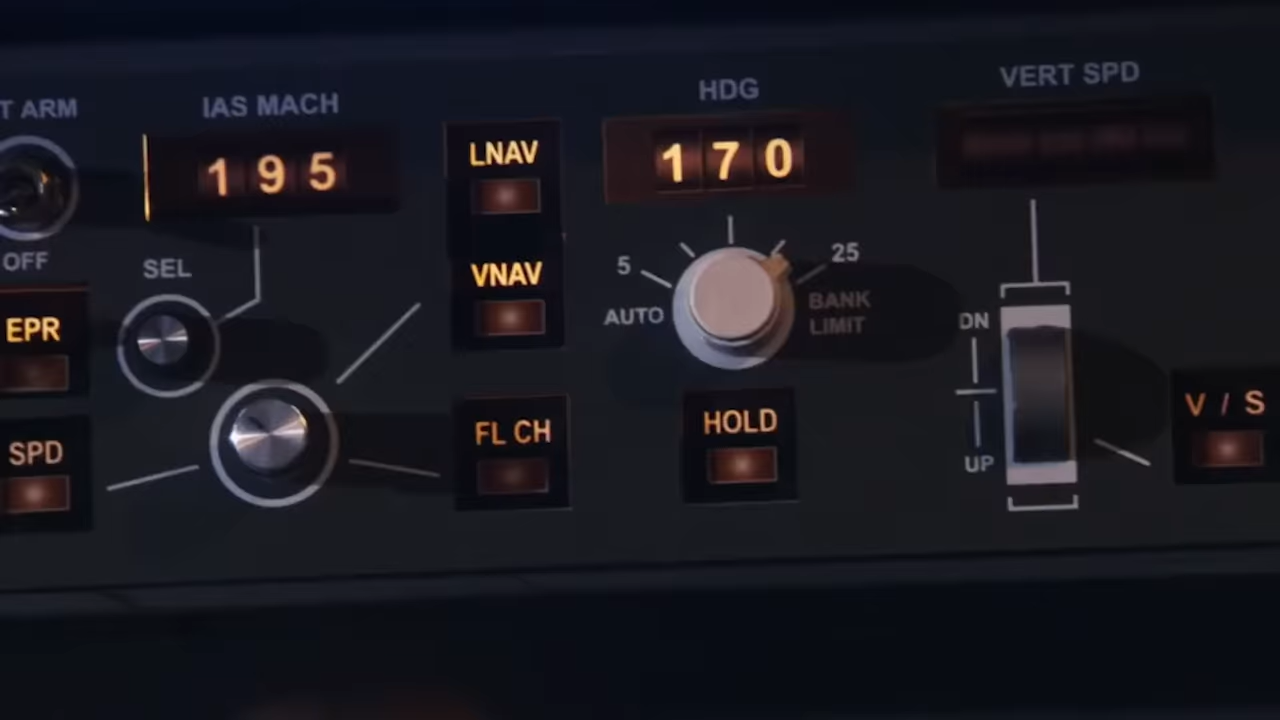 T ARM
IAS MACH
HDG
VERT SPD
195
LNAV
170
OFF
SEL
5
25
VNAV
AUTO
BANK
LIMIT
DN
EPR
SPD
FL CH
HOLD
V / S
UP